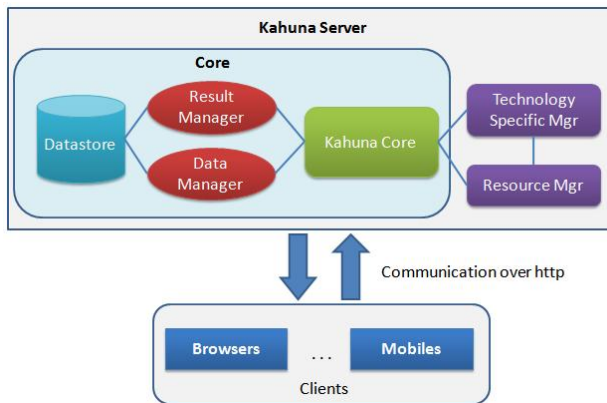 Kahuna Server
Core
Result
Manager
Technology
Specific Mgr
Datastore
Kahuna Core
Data
Manager
Resource Mgr
Communication over http
Browsers
...
Mobiles
Clients